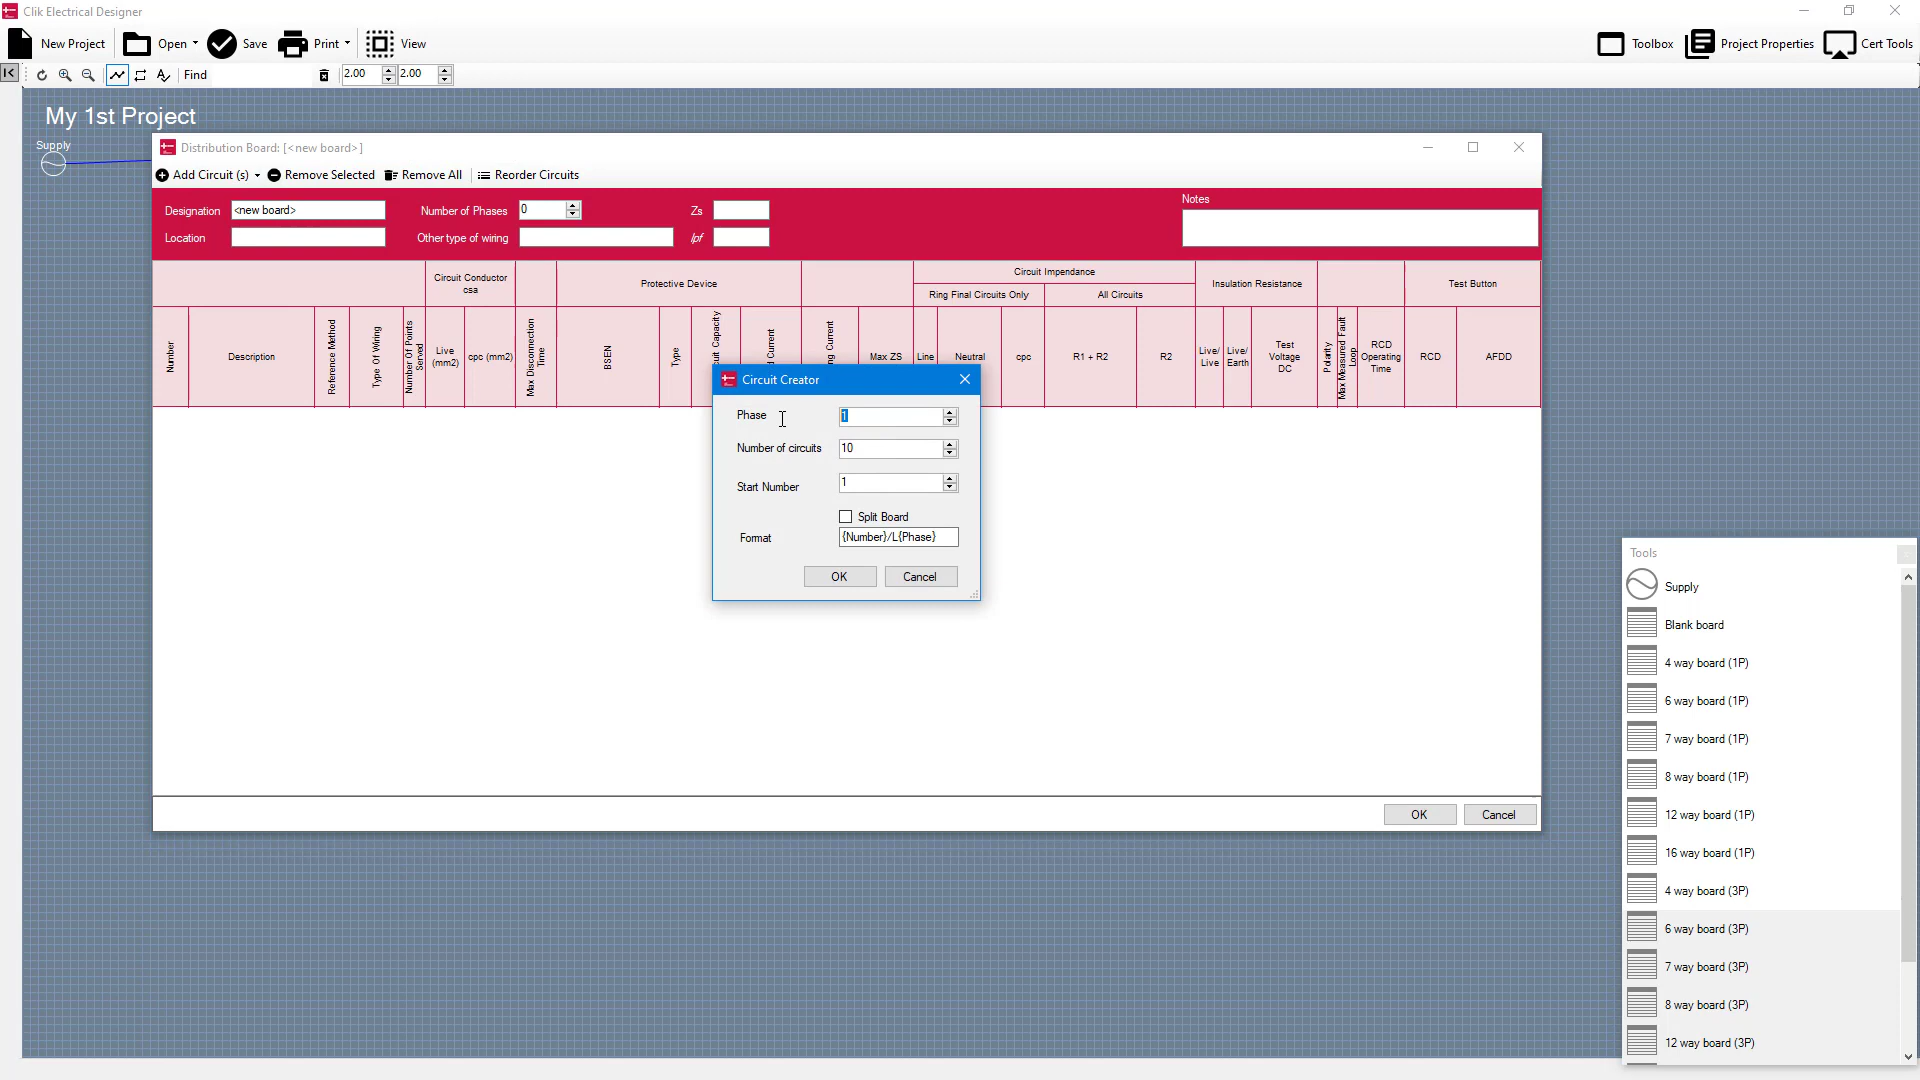 Clik Electrical Designer
New Project
Open
Save
Print
View
Toolbox
Project Properties
Cert Tools
Find
2.00
2.00
My 1st Project
Supply
Distribution Board: [<new board>]
Add Circuit (s)
Remove Selected
Remove All
Reorder Circuits
Designation
<new board>
Number of Phases
0
Zs
Notes
Location
Other type of wiring
Ipf
Circuit Conductor
csa
Protective Device
Circuit Impendance
Ring Final Circuits Only
All Circuits
Insulation Resistance
Test Button
Number
Description
Reference Method
Type Of Wiring
Number Of Points
Served
Live
(mm2)
cpc (mm2)
Max Disconnection
Time
BSEN
Type
Capacity
Current
Current
Max ZS
Line
Neutral
cpc
R1 + R2
R2
Live/
Live
Live/
Earth
Test
Voltage
DC
Polarity
Max Measured Fault
Loop
RCD
Operating
Time
RCD
AFDD
Circuit Creator
Phase
1
Number of circuits
10
Start Number
1
Split Board
Format
{Number}/L{Phase}
OK
Cancel
OK
Cancel
Tools
Supply
Blank board
4 way board (1P)
6 way board (1P)
7 way board (1P)
8 way board (1P)
12 way board (1P)
16 way board (1P)
4 way board (3P)
6 way board (3P)
7 way board (3P)
8 way board (3P)
12 way board (3P)